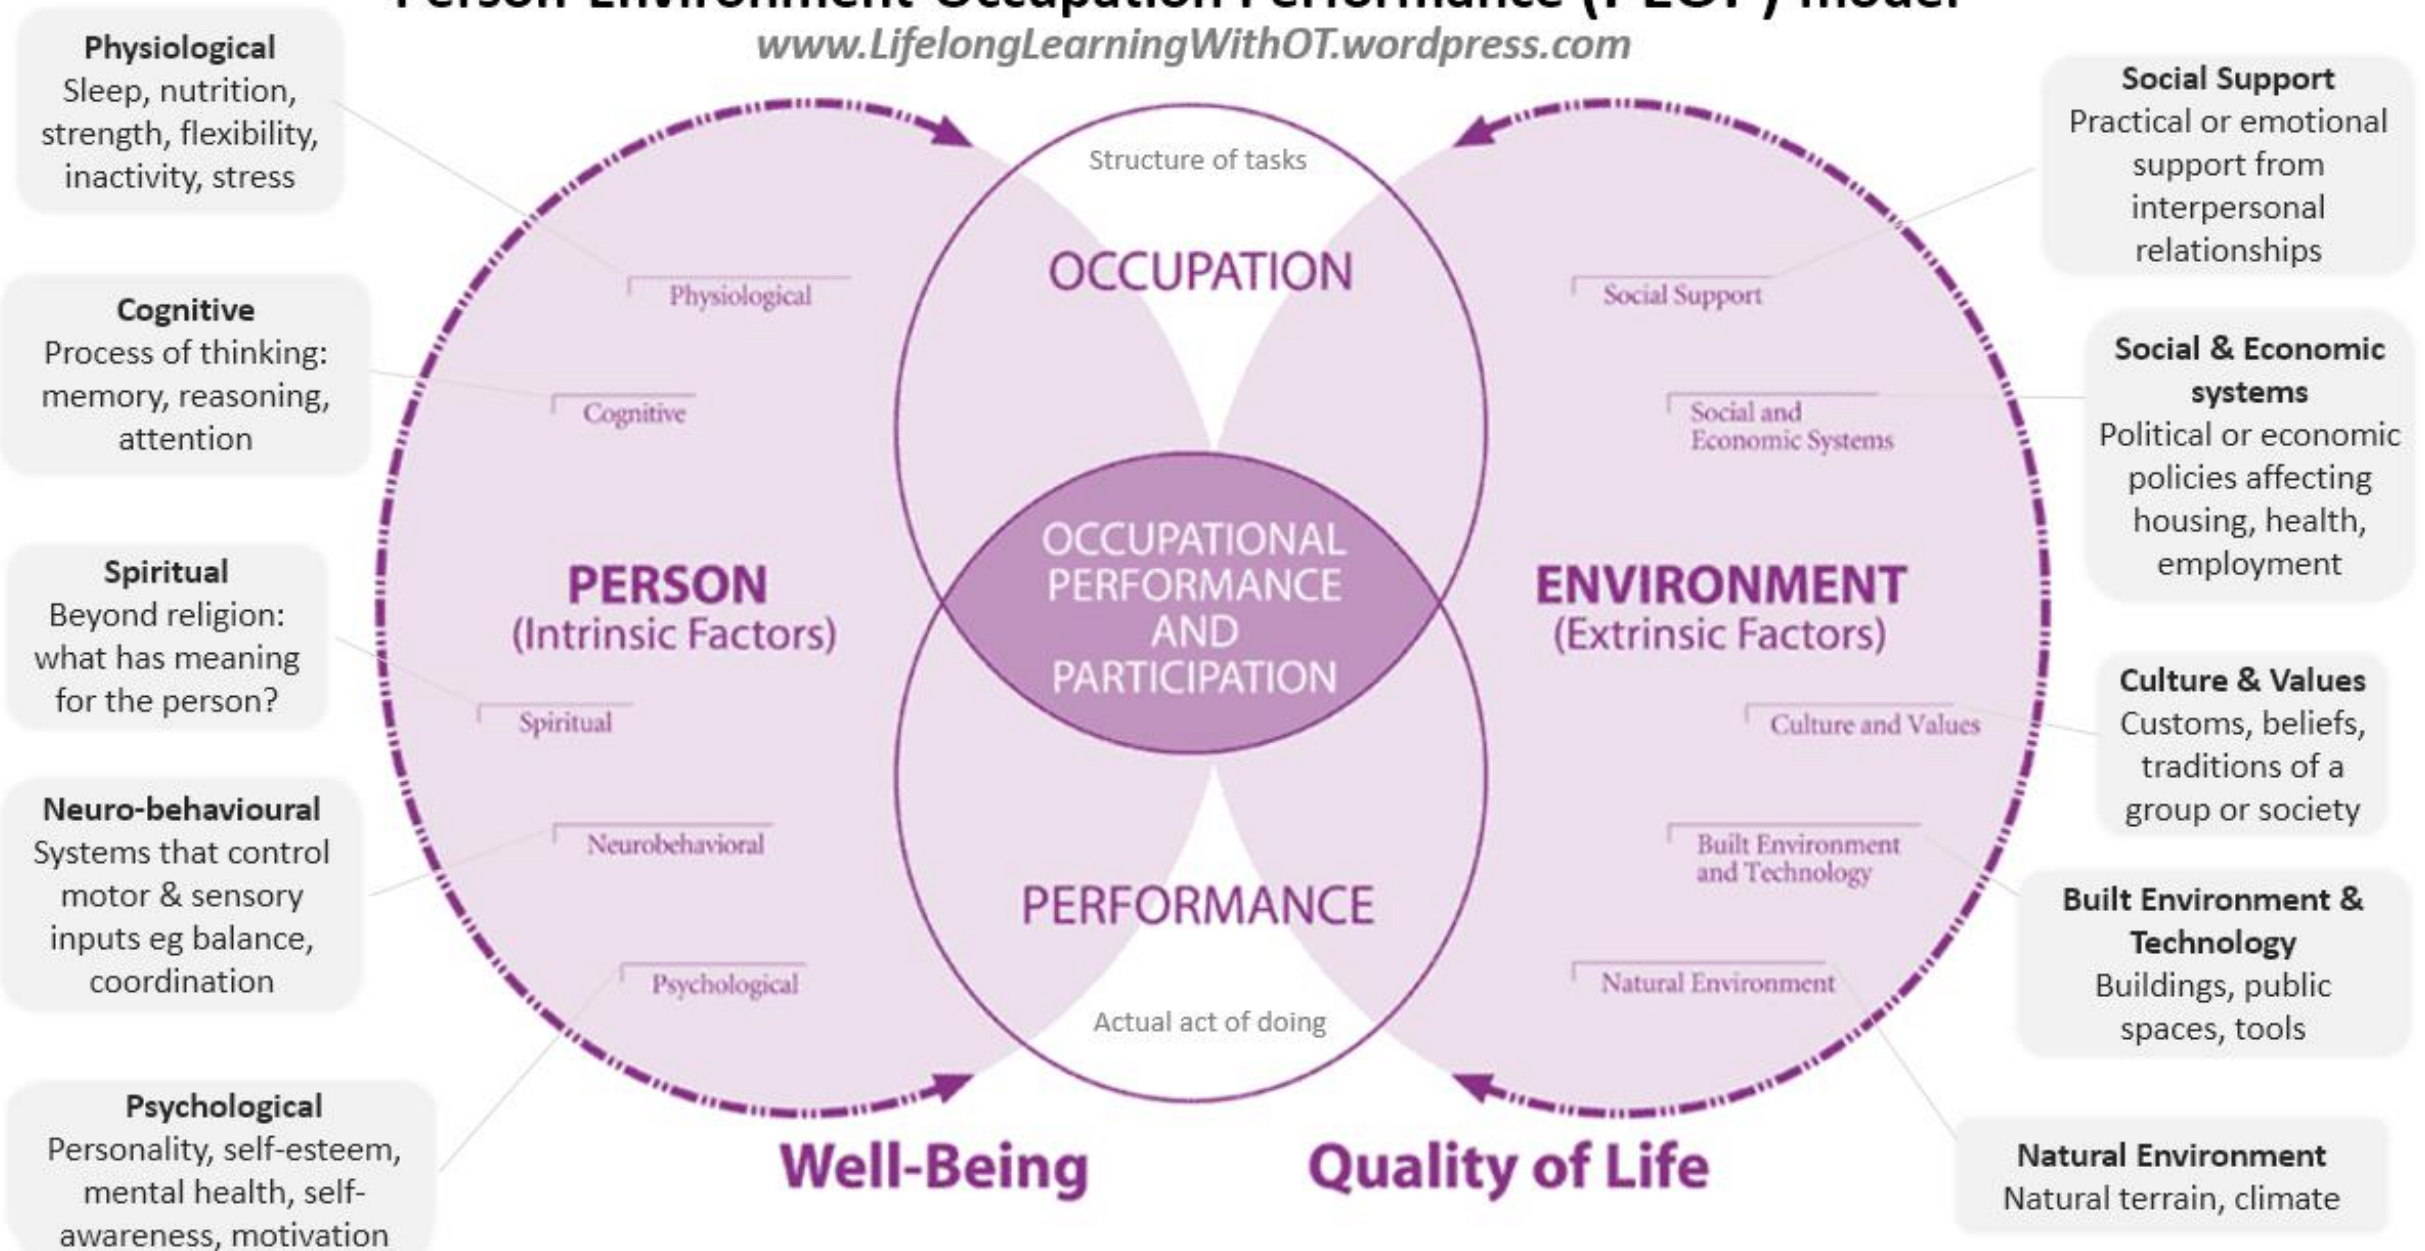 Person-Environment-Occupation Performance (PEOP) model
www.LifelongLearningWithOT.wordpress.com
Physiological
Sleep, nutrition,
strength, flexibility,
inactivity, stress
Cognitive
Process of thinking:
memory, reasoning,
attention
Spiritual
Beyond religion:
what has meaning
for the person?
Neuro-behavioural
Systems that control
motor & sensory
inputs eg balance,
coordination
Psychological
Personality, self-esteem,
mental health, self-
awareness, motivation
Physiological
Cognitive
PERSON
(Intrinsic Factors)
Spiritual
Neurobehavioral
Psychological
Structure of tasks
OCCUPATION
OCCUPATIONAL
PERFORMANCE
AND
PARTICIPATION
PERFORMANCE
Actual act of doing
Social Support
Social and
Economic Systems
ENVIRONMENT
(Extrinsic Factors)
Culture and Values
Built Environment
and Technology
Natural Environment
Well-Being
Quality of Life
Social Support
Practical or emotional
support from
interpersonal
relationships
Social & Economic
systems
Political or economic
policies affecting
housing, health,
employment
Culture & Values
Customs, beliefs,
traditions of a
group or society
Built Environment &
Technology
Buildings, public
spaces, tools
Natural Environment
Natural terrain, climate